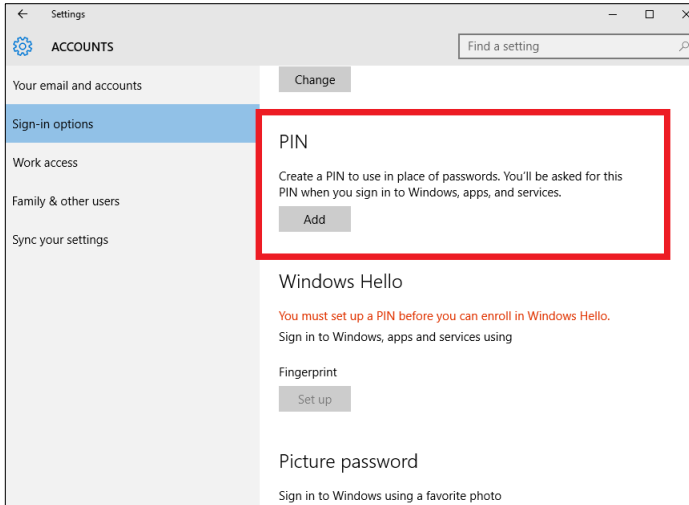 Settings
ACCOUNTS
Find a setting
Your email and accounts
Sign-in options
Work access
Family & other users
Sync your settings
Change
PIN
Create a PIN to use in place of passwords. You'll be asked for this
PIN when you sign in to Windows, apps, and services.
Add
Windows Hello
You must set up a PIN before you can enroll in Windows Hello.
Sign in to Windows, apps and services using
Fingerprint
Set up
Picture password
Sign in to Windows using a favorite photo